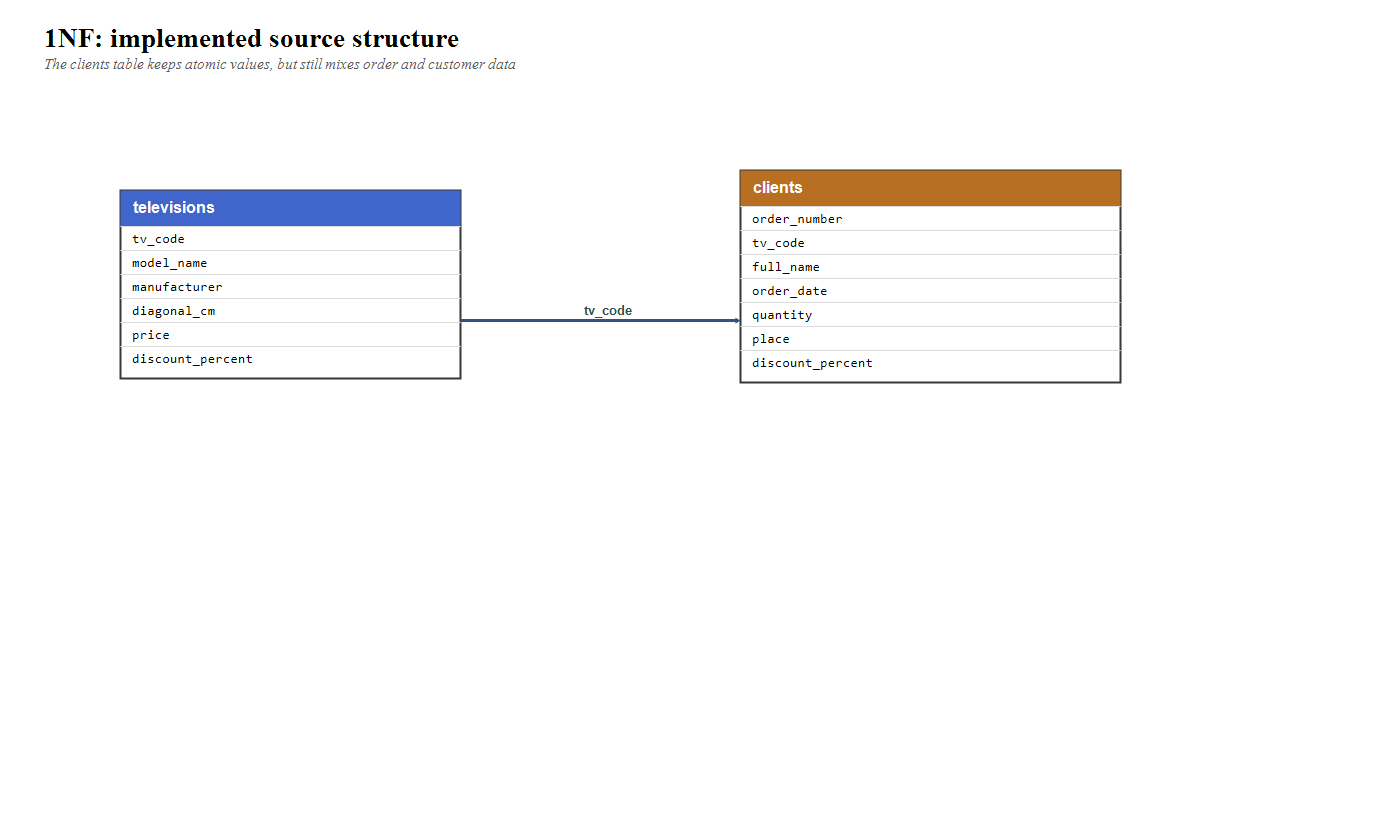 1NF: implemented source structure
The clients table keeps atomic values, but still mixes order and customer data
televisions
tv_code
model_name
manufacturer
diagonal_cm
price
discount_percent
tv_code
clients
order_number
tv_code
full_name
order_date
quantity
place
discount_percent